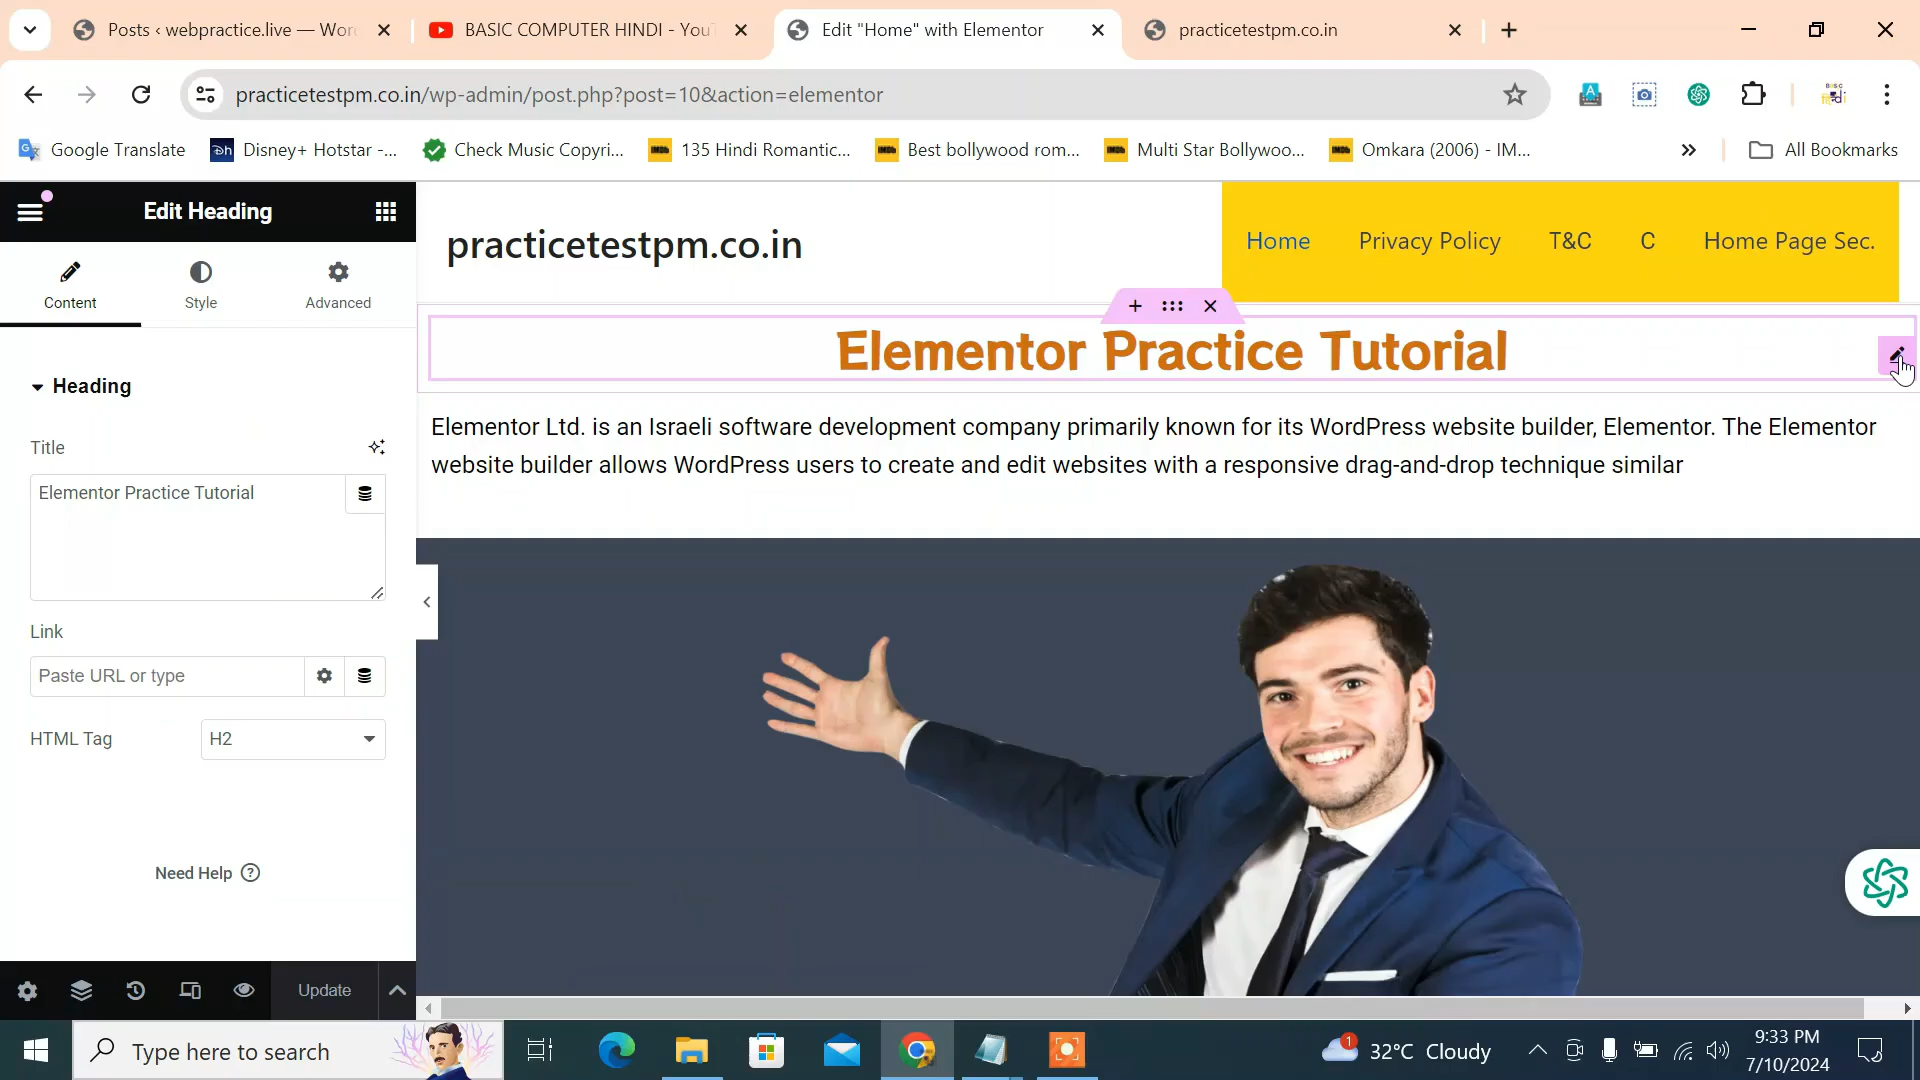 Posts ‹ webpractice.live — Wor
BASIC COMPUTER HINDI - YouT
Edit "Home" with Elementor
practicetestpm.co.in
practicetestpm.co.in/wp-admin/post.php?post=10&action=elementor
Google Translate
Disney+ Hotstar -...
Check Music Copyri...
135 Hindi Romantic...
Best bollywood rom...
Multi Star Bollywoo...
Omkara (2006) - IM...
All Bookmarks
Edit Heading
Content
Style
Advanced
Heading
Title
Elementor Practice Tutorial
Link
Paste URL or type
HTML Tag
H2
Need Help
Update
practicetestpm.co.in
Home
Privacy Policy
T&C
C
Home Page Sec.
Elementor Practice Tutorial
Elementor Ltd. is an Israeli software development company primarily known for its WordPress website builder, Elementor. The Elementor
website builder allows WordPress users to create and edit websites with a responsive drag-and-drop technique similar
Type here to search
1
32°C Cloudy
9:33 PM
7/10/2024